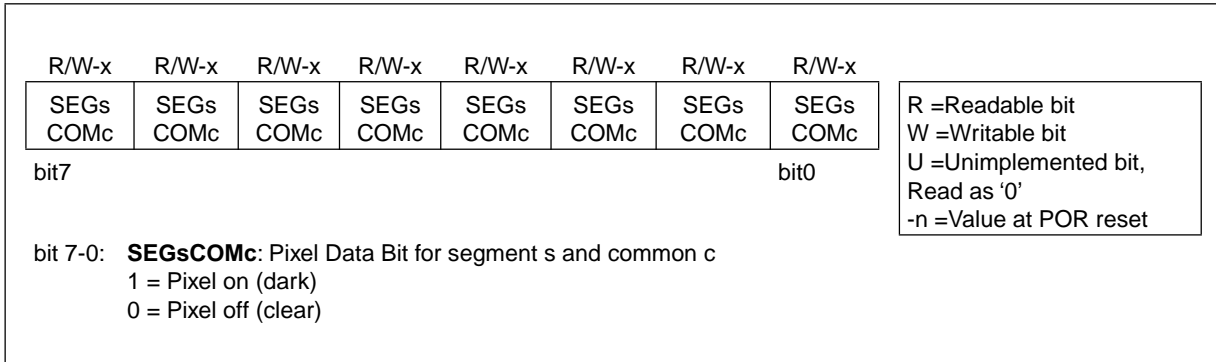 R/W-x R/W-x R/W-x R/W-x R/W-x R/W-x R/W-x R/W-x
SEGs SEGs SEGs SEGs SEGs SEGs SEGs SEGs
COMc COMc COMc COMc COMc COMc COMc COMc
bit7 bit0
R =Readable bit
W =Writable bit
U =Unimplemented bit,
Read as ‘0’
-n =Value at POR reset
bit 7-0: SEGsCOMc: Pixel Data Bit for segment s and common c
1 = Pixel on (dark)
0 = Pixel off (clear)